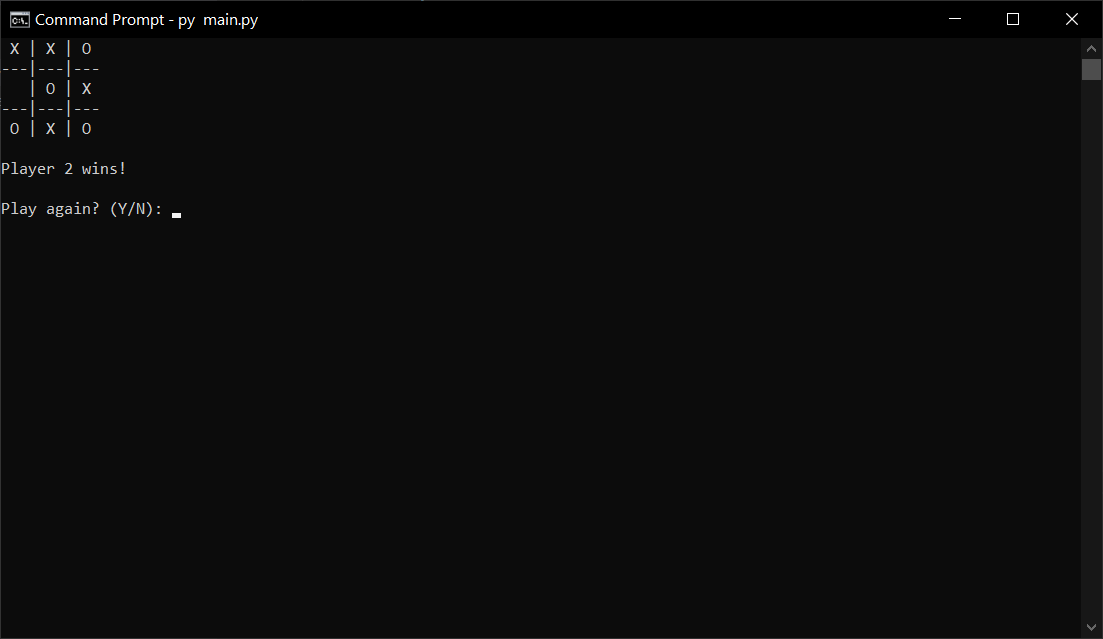 Command Prompt - py  main.py
 X | X | O
---|---|---
   | O | X
---|---|---
 O | X | O
Player 2 wins!
Play again? (Y/N):